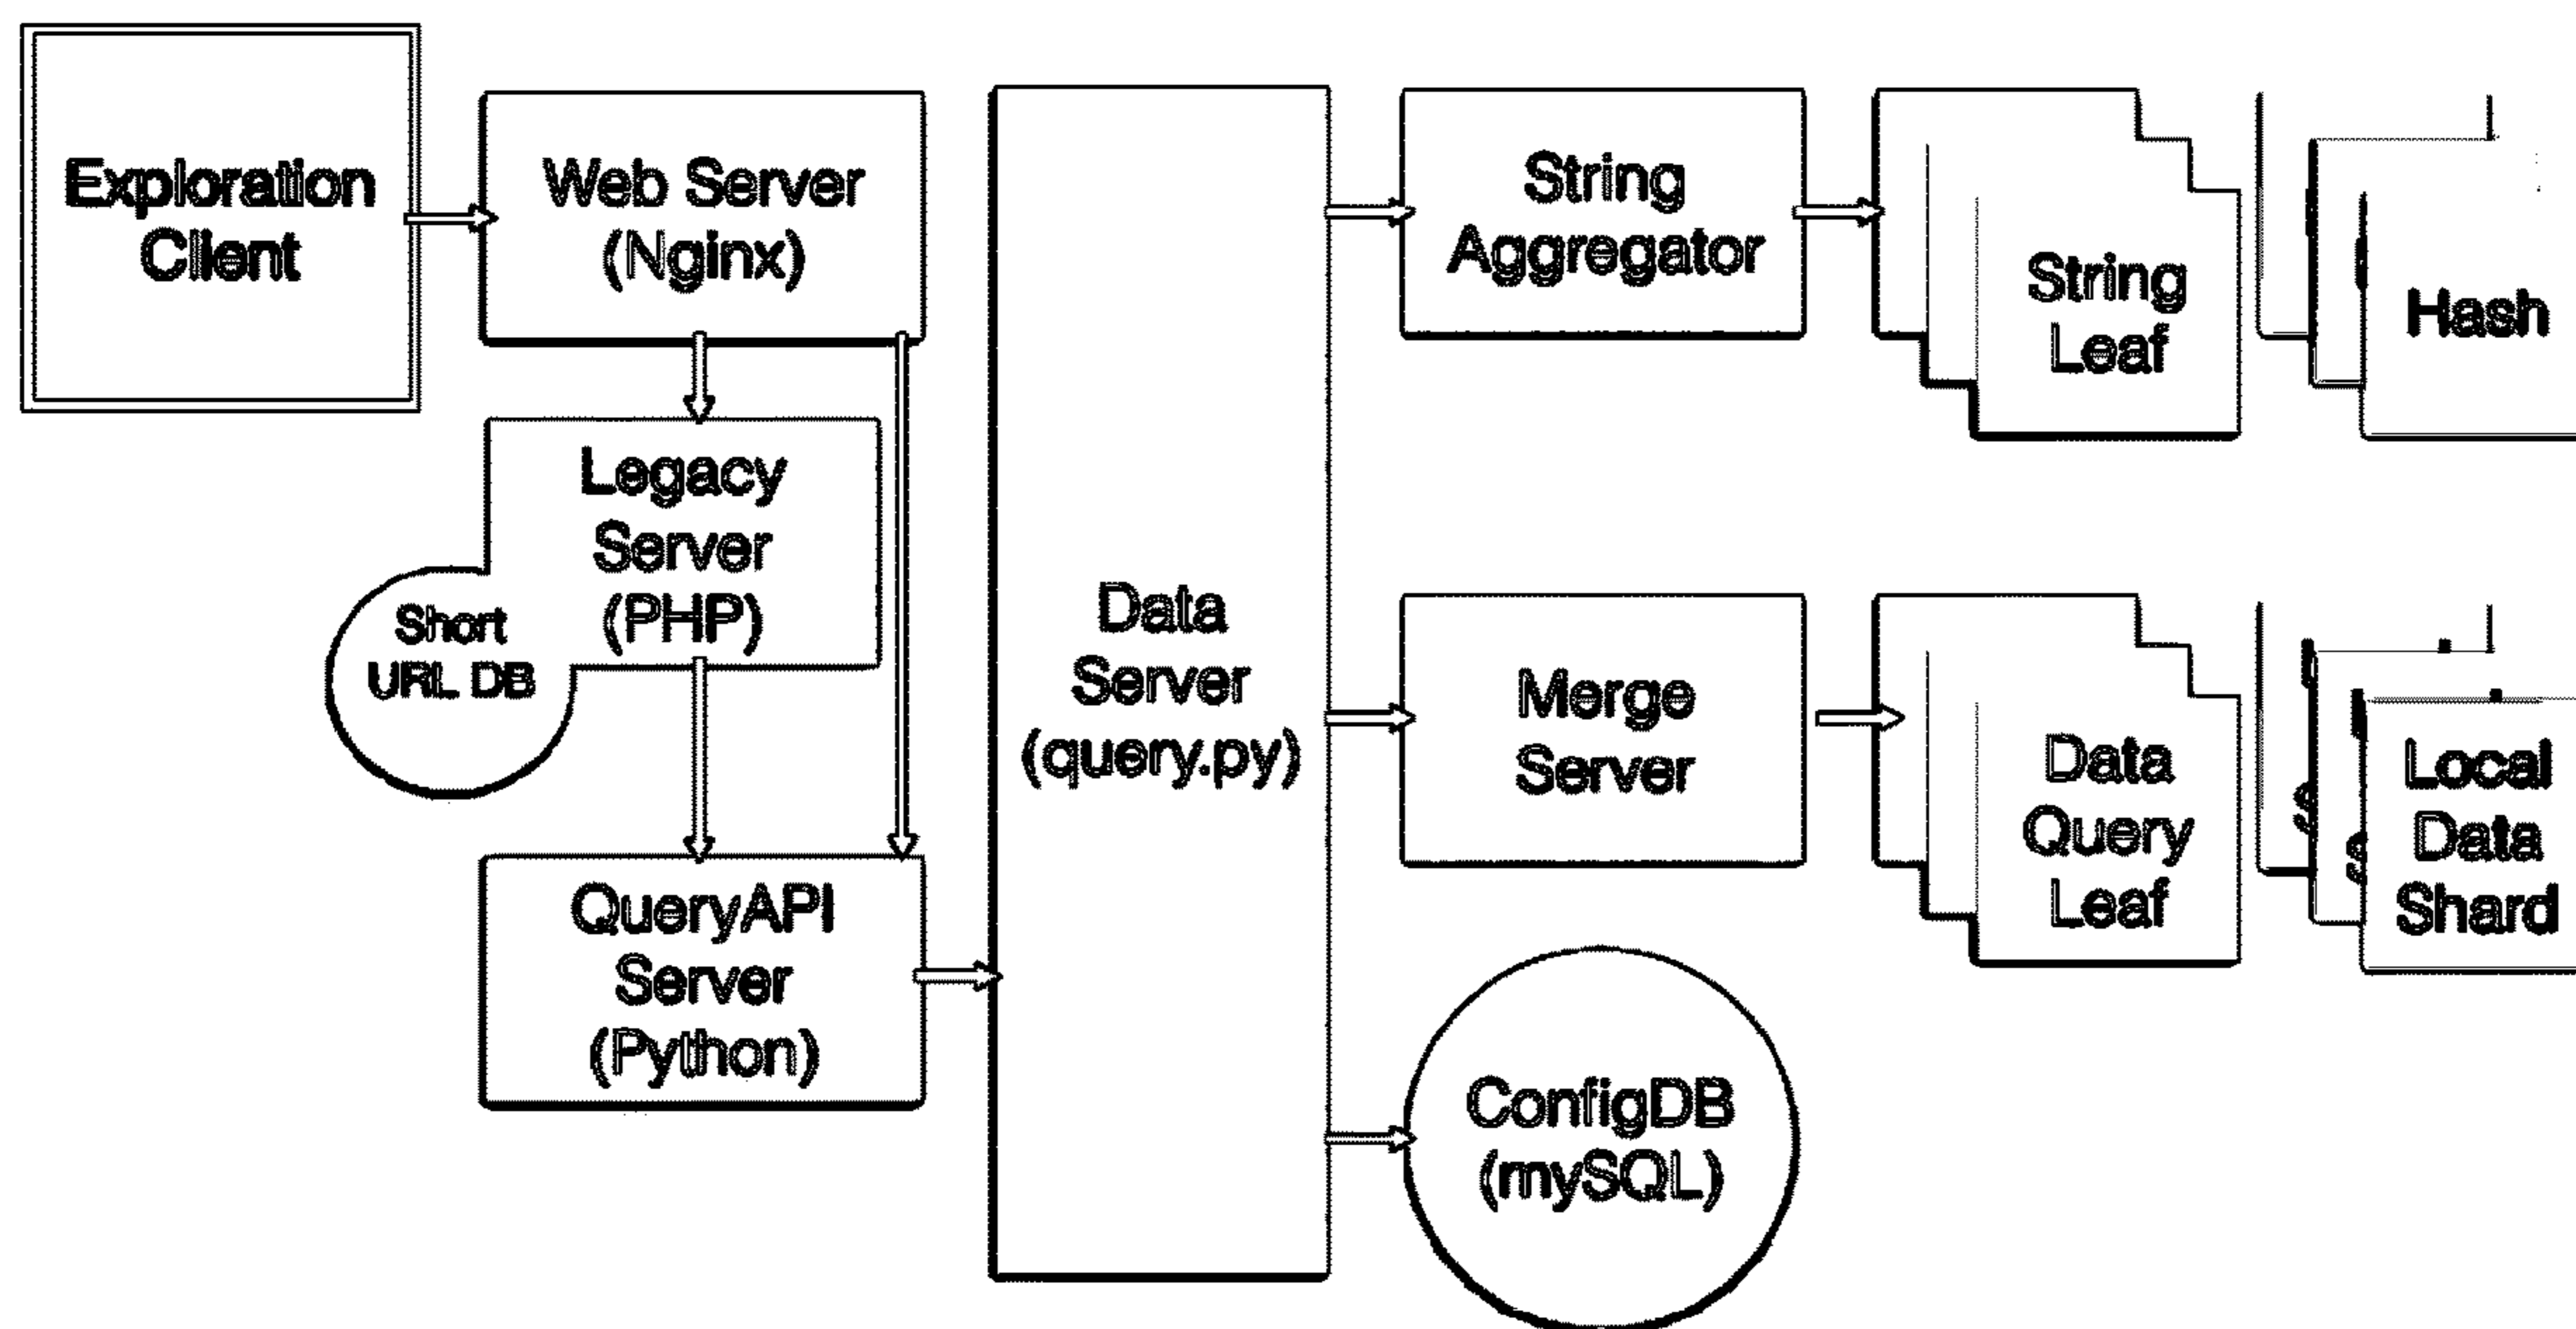 Exploration
Client
Web Server
(Nginx)
Legacy
Server
(PHP)
Short
URL DB
QueryAPI
Server
(Python)
Data
Server
(query.py)
String
Aggregator
String
Leaf
Hash
Merge
Server
Data
Query
Leaf
Local
Data
Shard
ConfigDB
(mySQL)